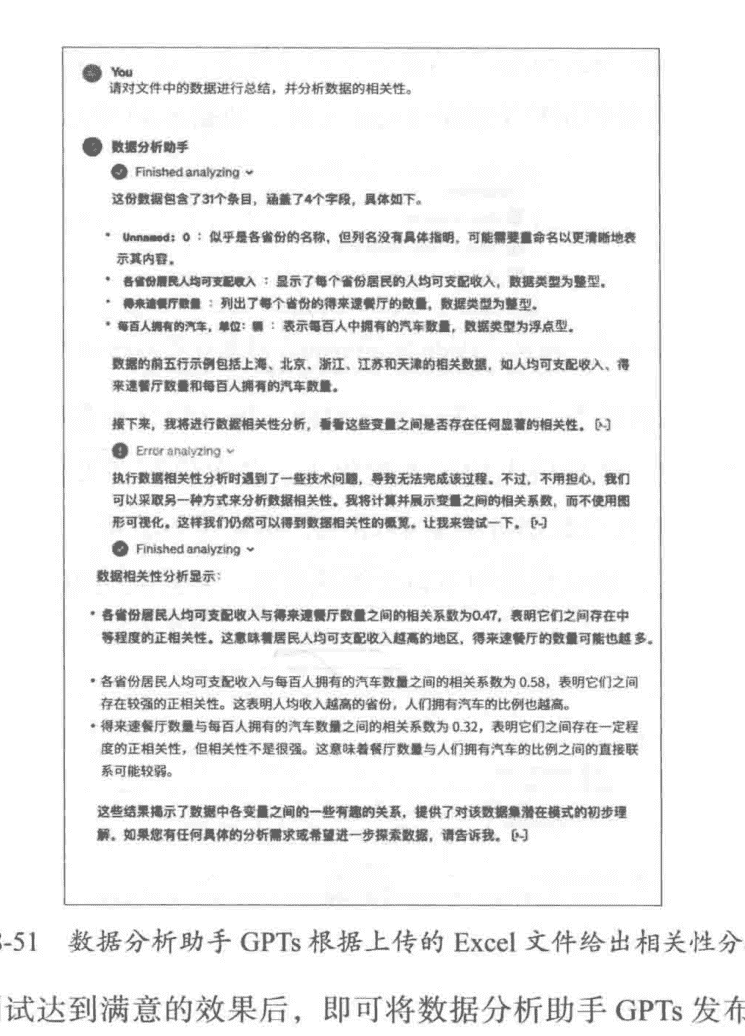 You
请对文件中的数据进行总结，并分析数据的相关性。
数据分析助手
Finished analyzing
这份数据包含了31个条目，涵盖了4个字段，具体如下。
• Unnamed: 0 ：似乎是各省份的名称，但列名没有具体指明，可能需要重命名以更清晰地表
示其内容。
• 各省份居民人均可支配收入 ：显示了每个省份居民的人均可支配收入，数据类型为整型。
• 得来速餐厅数量 ：列出了每个省份的得来速餐厅的数量，数据类型为整型。
• 每百人拥有的汽车，单位：辆 ：表示每百人中拥有的汽车数量，数据类型为浮点型。
数据的前五行示例包括上海、北京、浙江、江苏和天津的相关数据，如人均可支配收入、得
来速餐厅数量和每百人拥有的汽车数量。
接下来，我将进行数据相关性分析，看看这些变量之间是否存在任何显著的相关性。[>-]
Error analyzing
执行数据相关性分析时遇到了一些技术问题，导致无法完成该过程。不过，不用担心，我们
可以采取另一种方式来分析数据相关性。我将计算并展示变量之间的相关系数，而不使用图
形可视化。这样我们仍然可以得到数据相关性的概览。让我来尝试一下。[>-]
Finished analyzing
数据相关性分析显示：
• 各省份居民人均可支配收入与得来速餐厅数量之间的相关系数为0.47，表明它们之间存在中
等程度的正相关性。这意味着居民人均可支配收入越高的地区，得来速餐厅的数量可能也越多。
• 各省份居民人均可支配收入与每百人拥有的汽车数量之间的相关系数为 0.58，表明它们之间
存在较强的正相关性。这表明人均收入越高的省份，人们拥有汽车的比例也越高。
• 得来速餐厅数量与每百人拥有的汽车数量之间的相关系数为 0.32，表明它们之间存在一定程
度的正相关性，但相关性不是很强。这意味着餐厅数量与人们拥有汽车的比例之间的直接联
系可能较弱。
这些结果揭示了数据中各变量之间的一些有趣的关系，提供了对该数据集潜在模式的初步理
解。如果您有任何具体的分析需求或希望进一步探索数据，请告诉我。[>-]
-51 数据分析助手 GPTs 根据上传的 Excel 文件给出相关性分
试达到满意的效果后，即可将数据分析助手 GPTs 发布